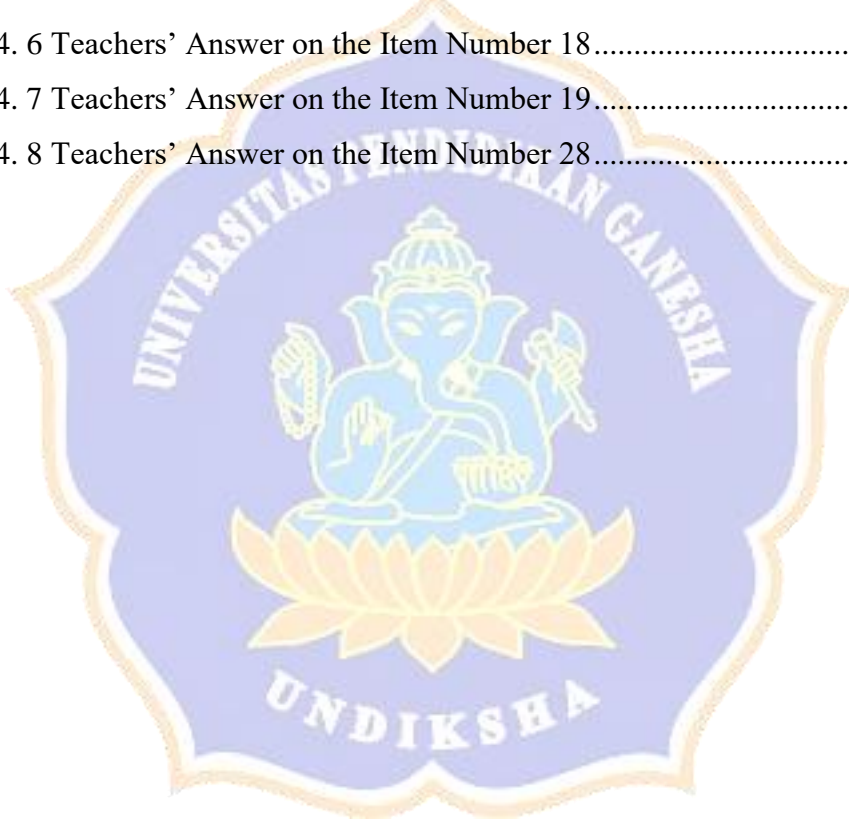 4. 6 Teachers’ Answer on the Item Number 18..............................
4. 7 Teachers’ Answer on the Item Number 19..............................
4. 8 Teachers’ Answer on the Item Number 28..............................
UNIVERSITAS PENDIDIKAN GANESHA
UNDIKSHA